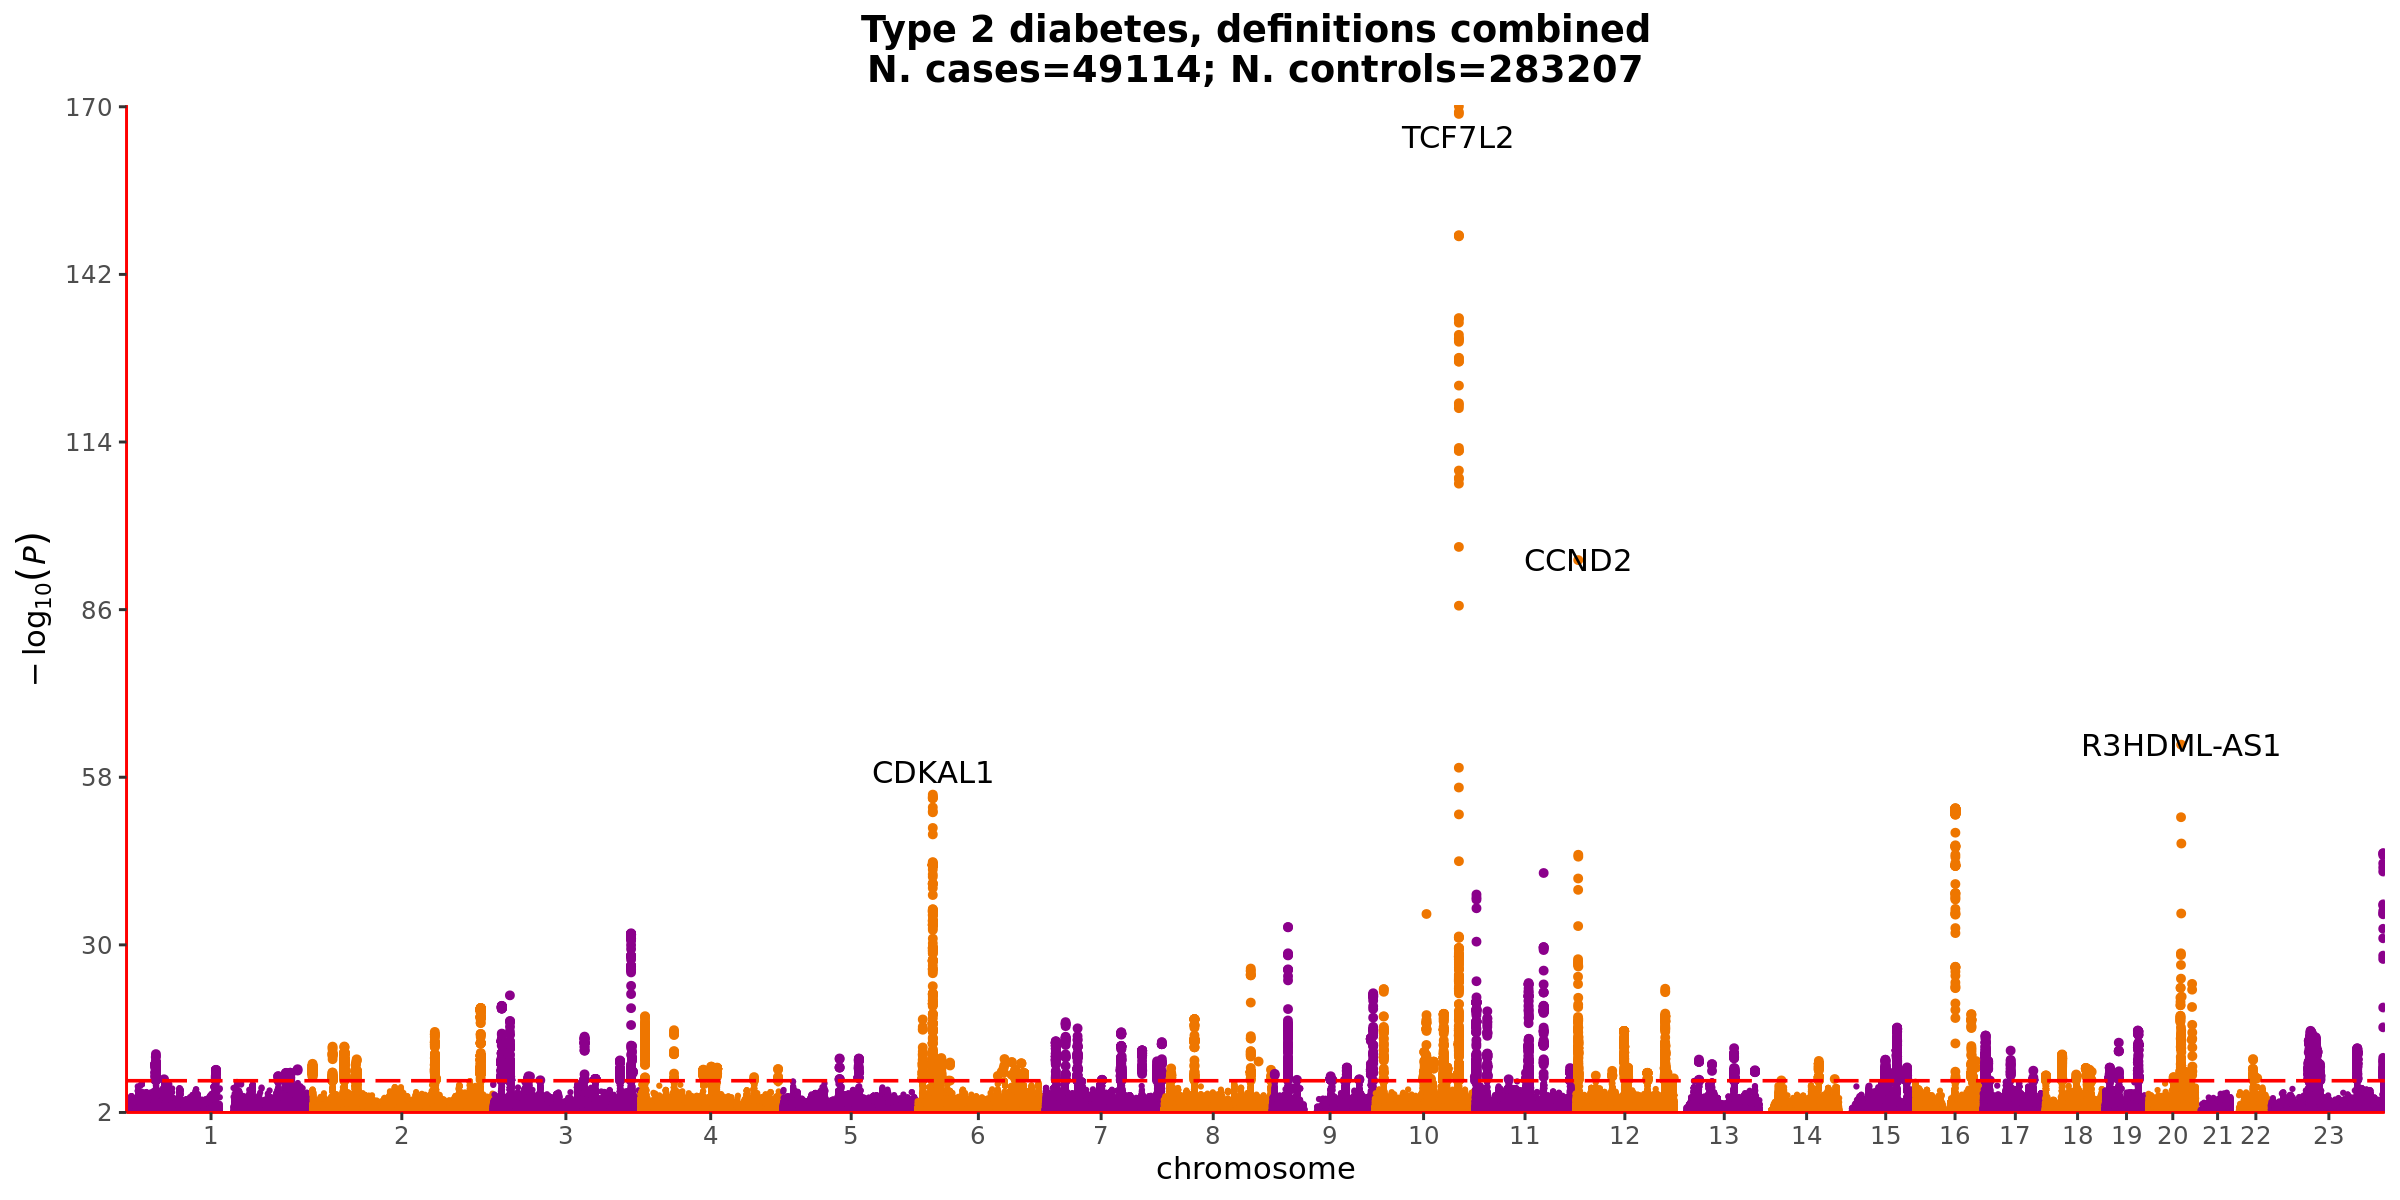 Type 2 diabetes, definitions combined
N. cases=49114; N. controls=283207
170
TCF7L2
142
114
CCND2
86
R3HDML-AS1
CDKAL1
58
30
2
−log10(P)
1 2 3 4 5 6 7 8 9 10 11 12 13 14 15 16 17 18 19 20 21 22 23
chromosome